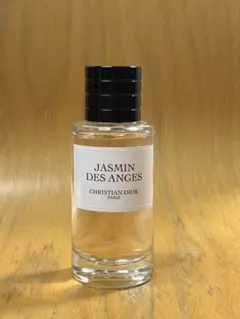 JASMIN
DES ANGES
CHRISTIAN DIOR
PARIS